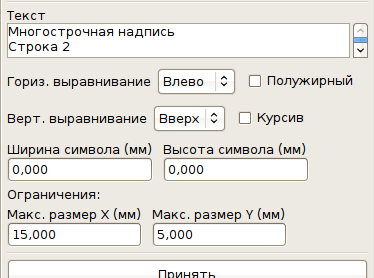 Текст
Многострочная надпись
Строка 2
Гориз. выравнивание Влево Полужирный
Верт. выравнивание Вверх Курсив
Ширина символа (мм) Высота символа (мм)
0,000 0,000
Ограничения:
Макс. размер X (мм) Макс. размер Y (мм)
15,000 5,000
Принять